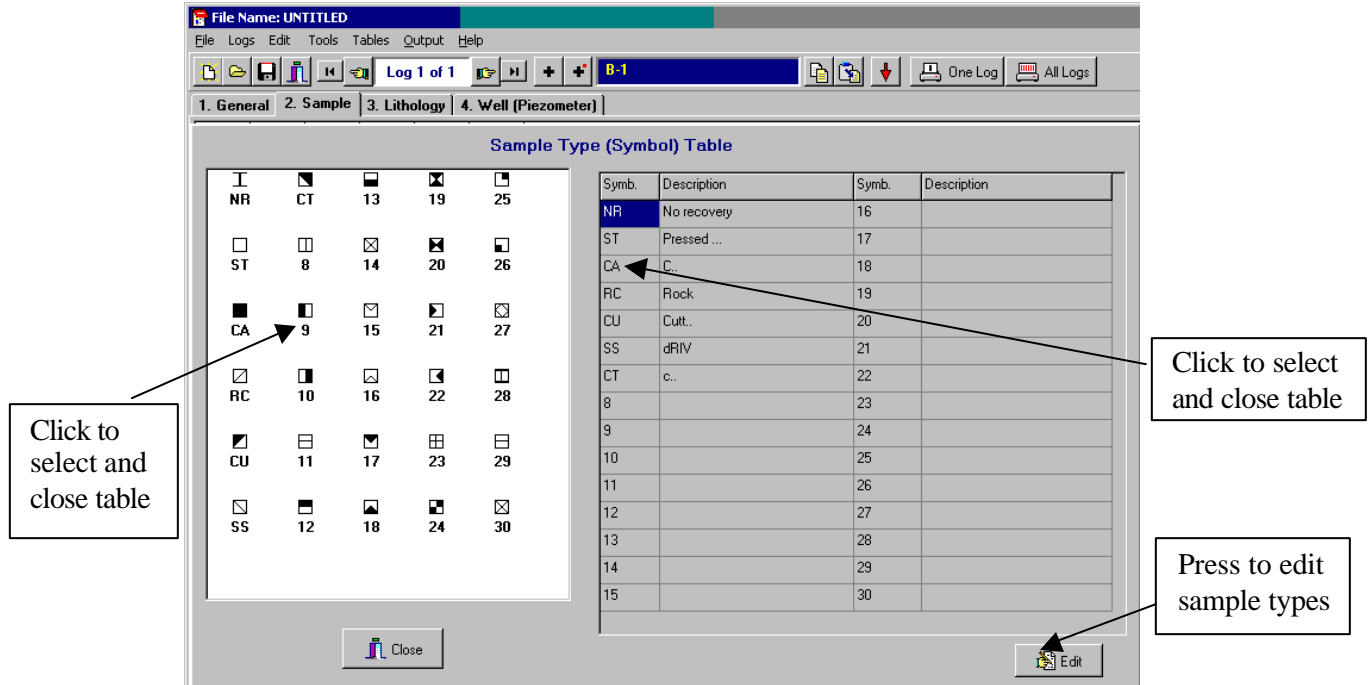 File Name: UNTITLED
File Logs Edit Tools Tables Output Help
Log 1 of 1 B-1 One Log All Logs
1. General 2. Sample 3. Lithology 4. Well (Piezometer)
Sample Type (Symbol) Table
NR CT 13 19 25
ST 8 14 20 26
CA 9 15 21 27
RC 10 16 22 28
CU 11 17 23 29
SS 12 18 24 30
Symb. Description Symb. Description
NR No recovery 16
ST Pressed ... 17
CA C.. 18
RC Rock 19
CU Cutt.. 20
SS dRIV 21
CT c.. 22
8 23
9 24
10 25
11 26
12 27
13 28
14 29
15 30
Close
Edit
Click to
select and
close table
Click to select
and close table
Press to edit
sample types